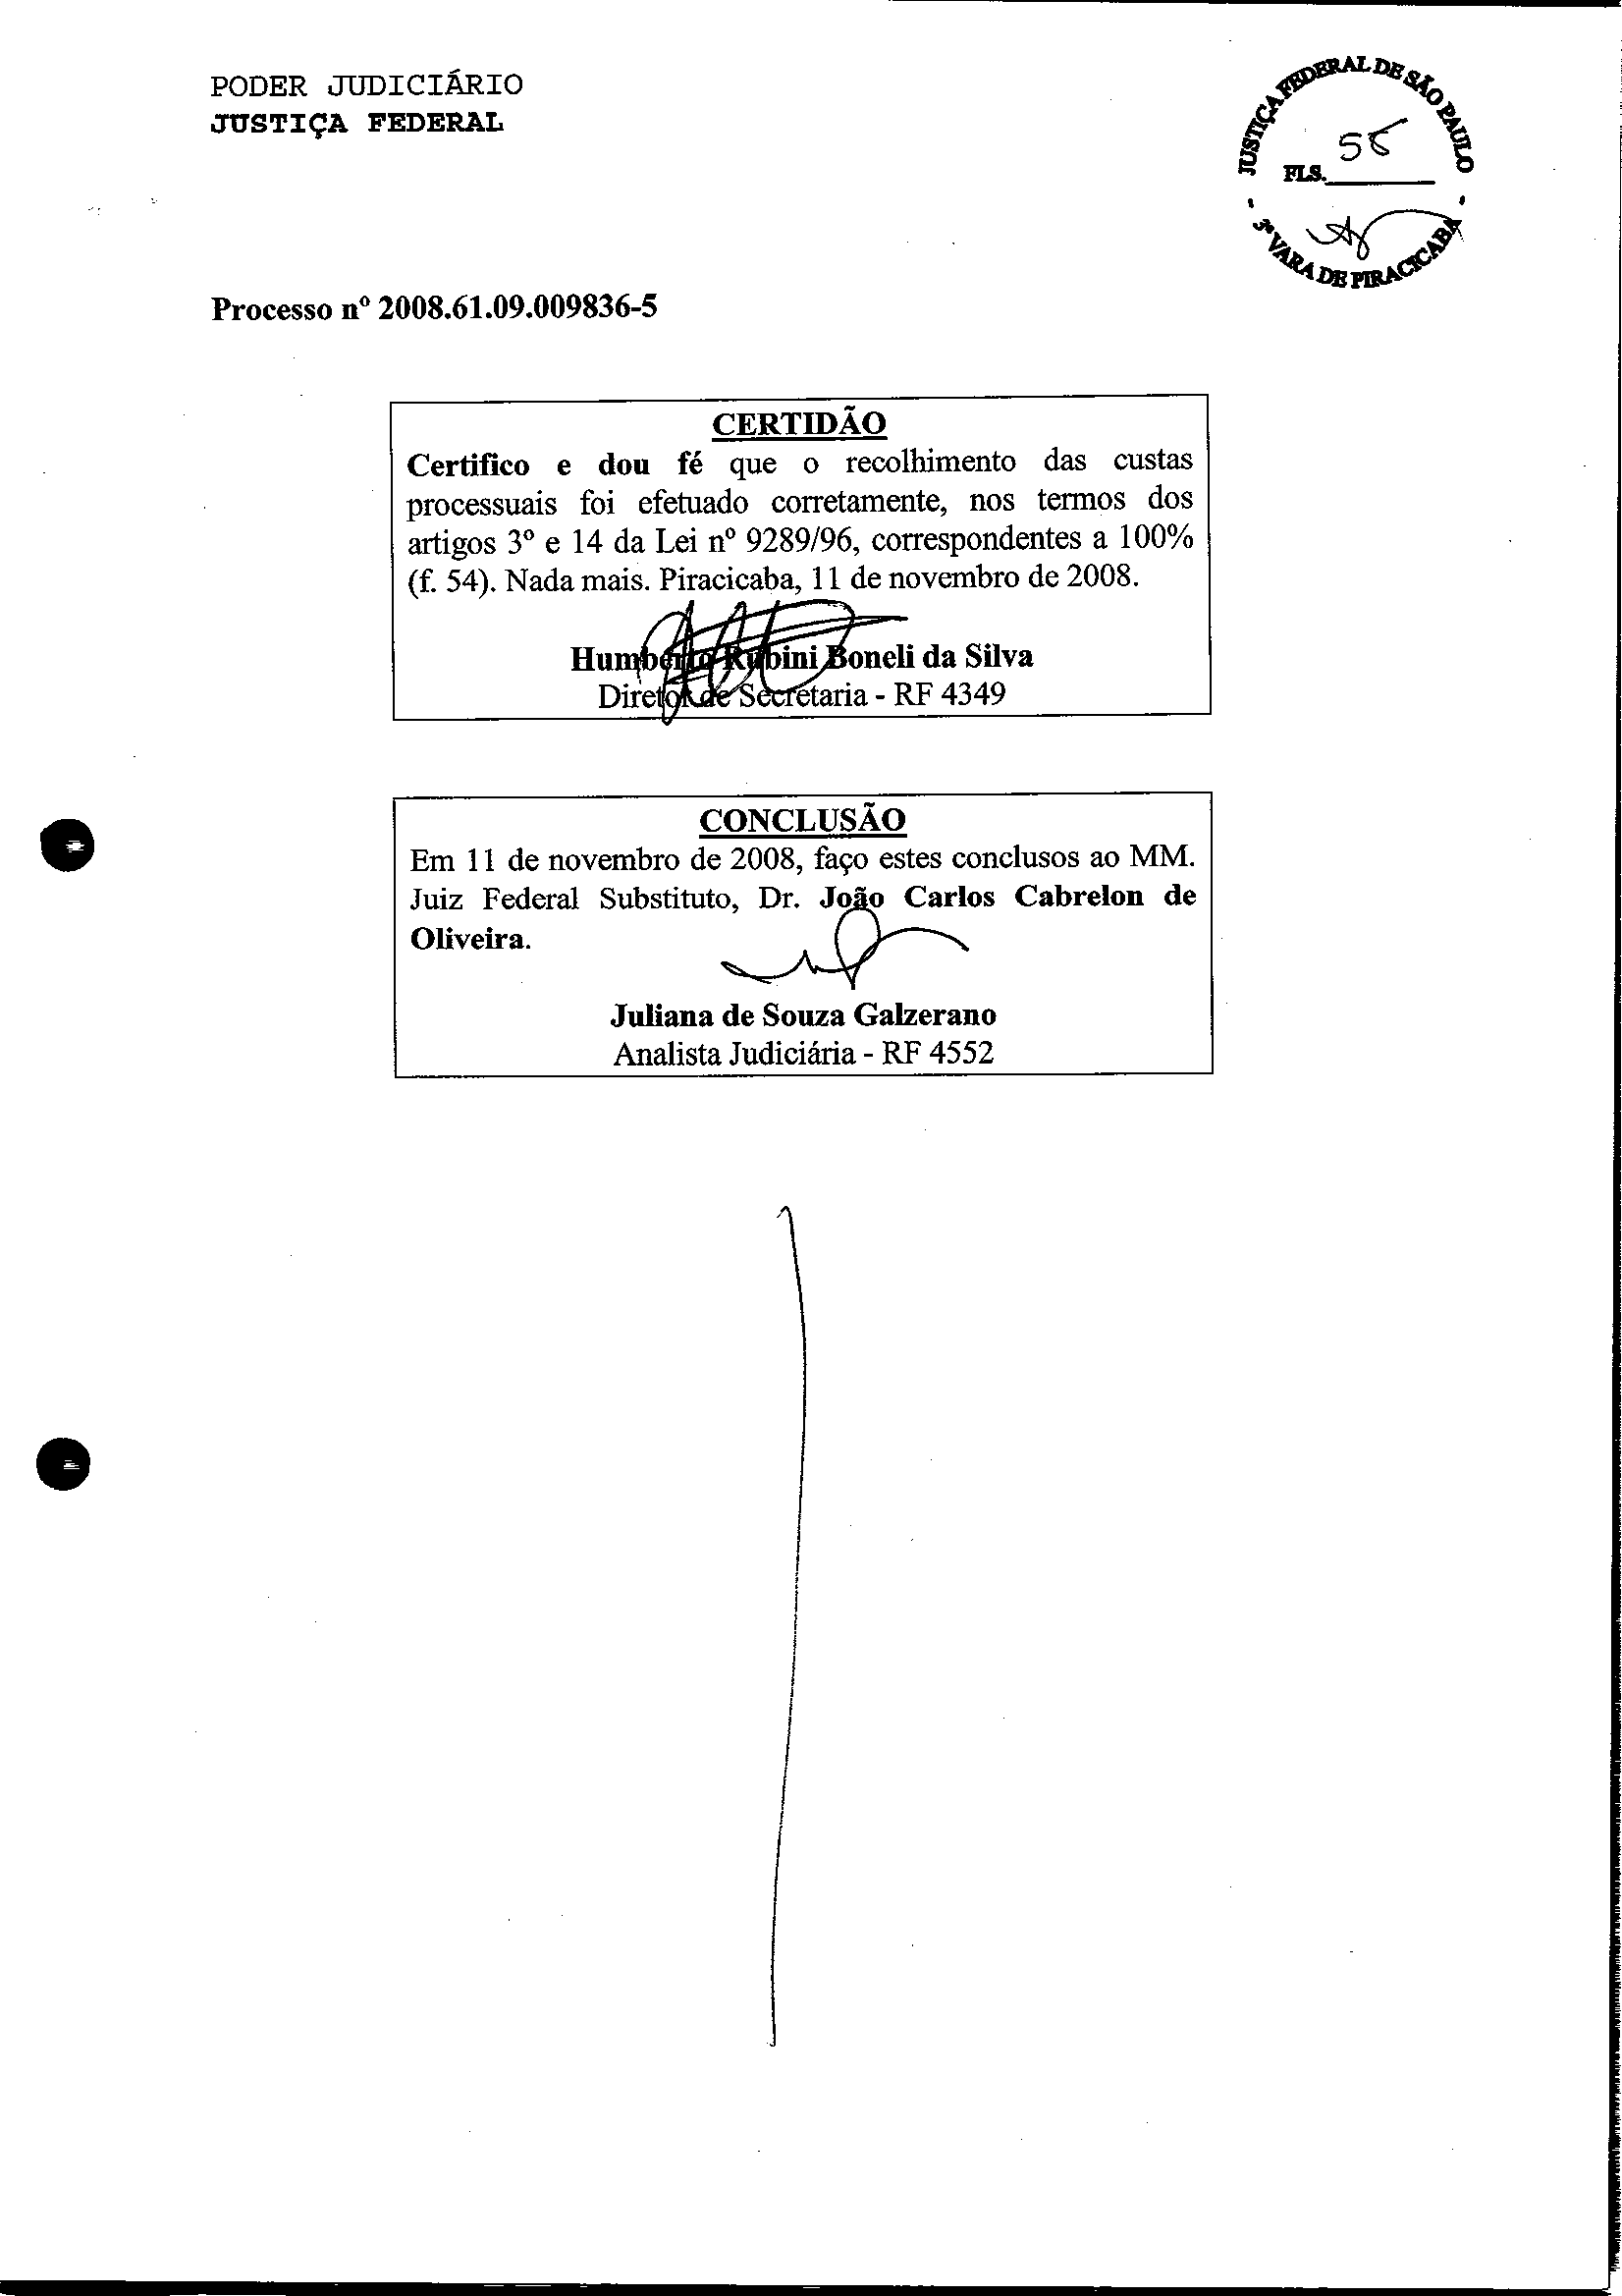 PODER JUDICIÁRIO
JUSTIÇA FEDERAL
JUSTIÇA FEDERAL DE SÃO PAULO
FLS.
- 3ª VARA DE PIRACICABA -
Processo nº 2008.61.09.009836-5
CERTIDÃO
Certifico e dou fé que o recolhimento das custas
processuais foi efetuado corretamente, nos termos dos
artigos 3º e 14 da Lei nº 9289/96, correspondentes a 100%
(f. 54). Nada mais. Piracicaba, 11 de novembro de 2008.
Humberto Rubini Boneli da Silva
Diretor de Secretaria - RF 4349
CONCLUSÃO
Em 11 de novembro de 2008, faço estes conclusos ao MM.
Juiz Federal Substituto, Dr. João Carlos Cabrelon de
Oliveira.
Juliana de Souza Galzerano
Analista Judiciária - RF 4552